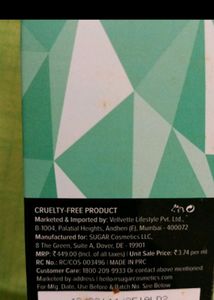 CRUELTY-FREE PRODUCT
Marketed & Imported by: Vellvette Lifestyle Pvt. Ltd.,
B-1004, Palatial Heights, Andheri (E), Mumbai - 400072
Manufactured for: SUGAR Cosmetics LLC,
8 The Green, Suite A, Dover, DE - 19901
MRP: ₹449.00 (Incl. of all taxes) | Unit Sale Price: ₹3.74 per ml
RC No.: RC/COS-003496 | MADE IN PRC
Customer Care: 1800 209 9933 Or contact above
Marketing address | hello@sugarcosmetics.com
For Mfg. Date, Use Before & Batch No. See Below